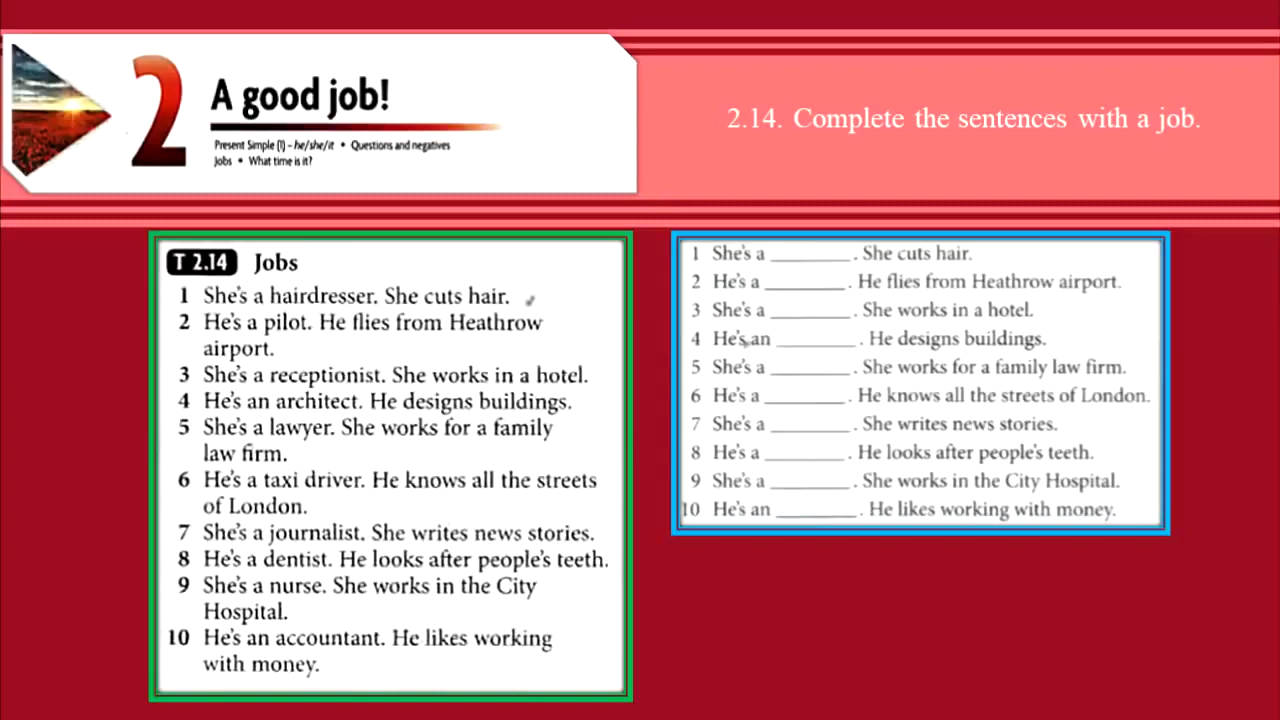 2
A good job!
Present Simple (1) – he/she/it • Questions and negatives
Jobs • What time is it?
2.14. Complete the sentences with a job.
T 2.14 Jobs
1 She's a hairdresser. She cuts hair.
2 He's a pilot. He flies from Heathrow
airport.
3 She's a receptionist. She works in a hotel.
4 He's an architect. He designs buildings.
5 She's a lawyer. She works for a family
law firm.
6 He's a taxi driver. He knows all the streets
of London.
7 She's a journalist. She writes news stories.
8 He's a dentist. He looks after people's teeth.
9 She's a nurse. She works in the City
Hospital.
10 He's an accountant. He likes working
with money.
1 She's a ________ . She cuts hair.
2 He's a ________ . He flies from Heathrow airport.
3 She's a ________ . She works in a hotel.
4 He's an ________ . He designs buildings.
5 She's a ________ . She works for a family law firm.
6 He's a ________ . He knows all the streets of London.
7 She's a ________ . She writes news stories.
8 He's a ________ . He looks after people's teeth.
9 She's a ________ . She works in the City Hospital.
10 He's an ________ . He likes working with money.